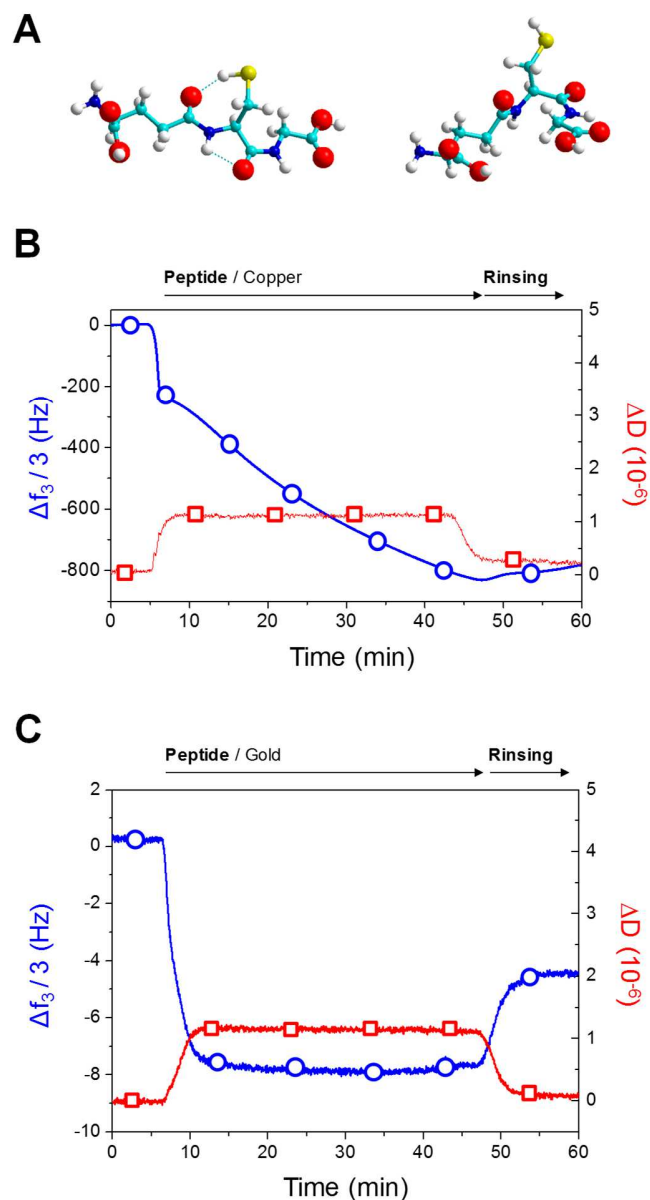 A
B
Peptide / Copper
Rinsing
0
-200
-400
-600
-800
5
4
3
2
1
0
Δf₃ / 3 (Hz)
ΔD (10⁻⁶)
0 10 20 30 40 50 60
Time (min)
C
Peptide / Gold
Rinsing
2
0
-2
-4
-6
-8
-10
5
4
3
2
1
0
Δf₃ / 3 (Hz)
ΔD (10⁻⁶)
0 10 20 30 40 50 60
Time (min)